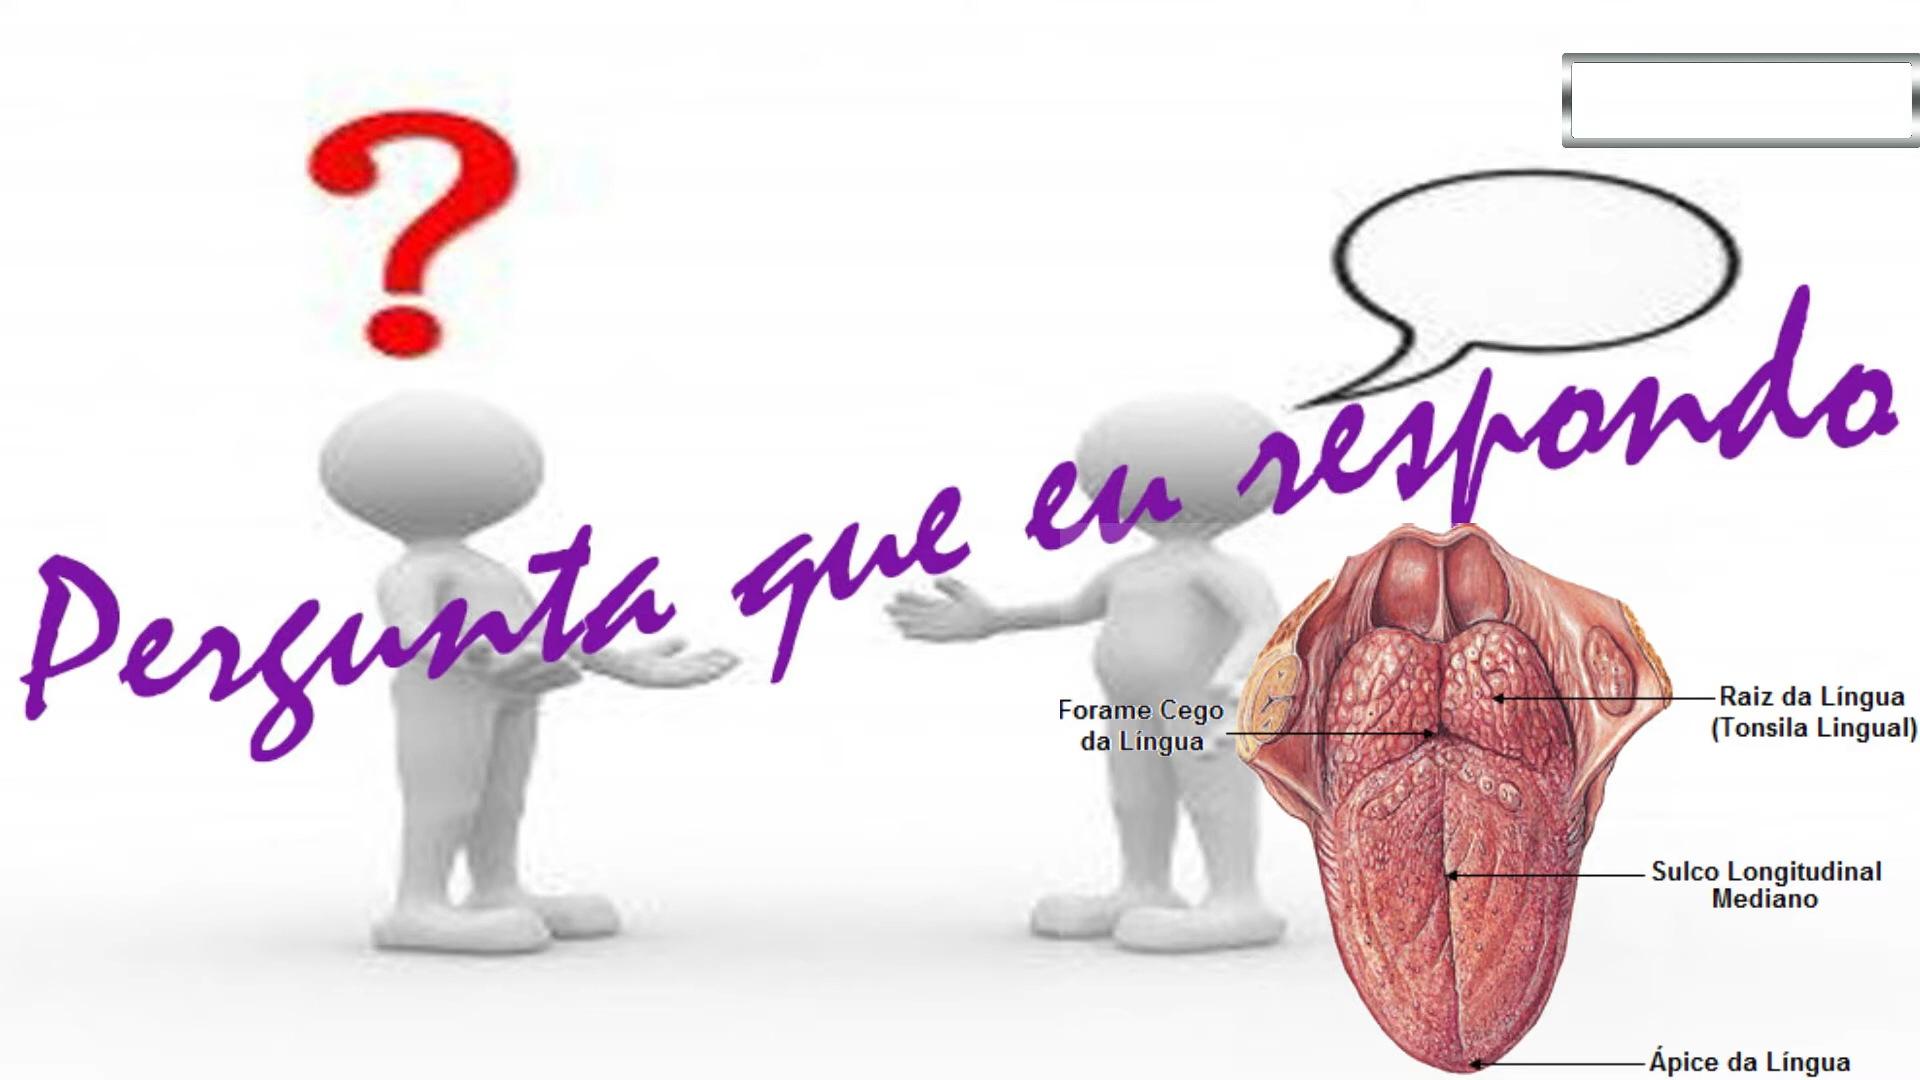 Pergunta que eu respondo
Forame Cego
da Língua
Raiz da Língua
(Tonsila Lingual)
Sulco Longitudinal
Mediano
Ápice da Língua